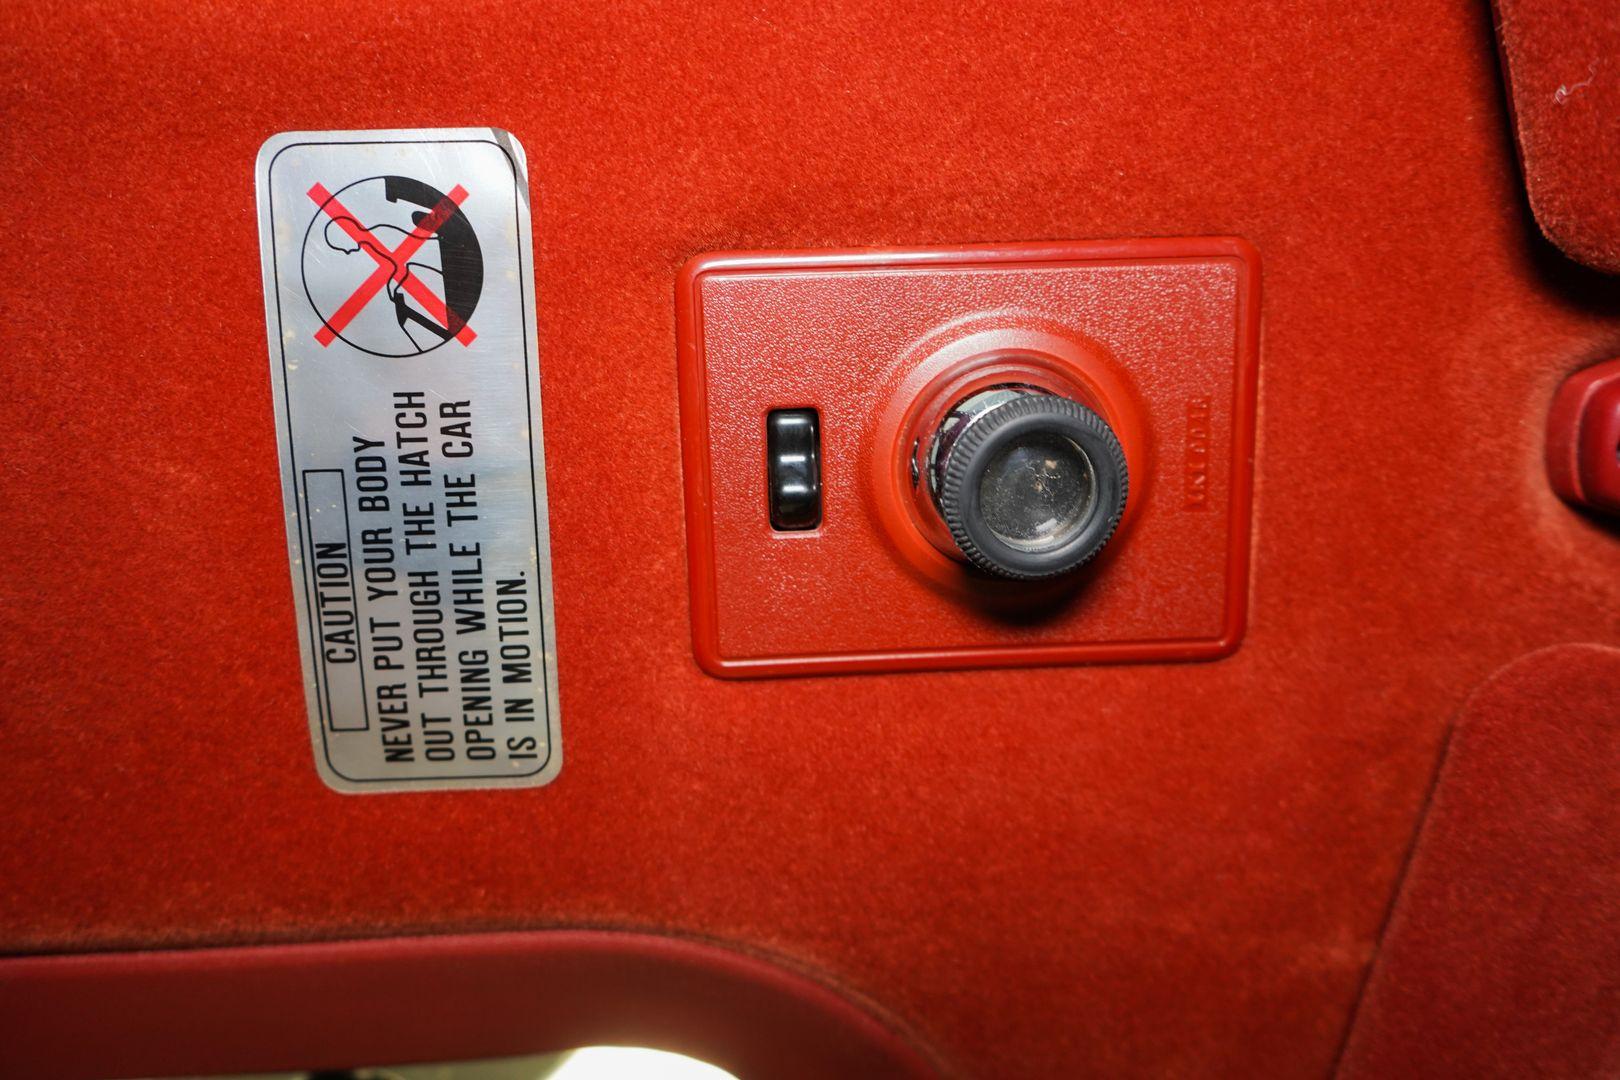 CAUTION
NEVER PUT YOUR BODY
OUT THROUGH THE HATCH
OPENING WHILE THE CAR
IS IN MOTION.